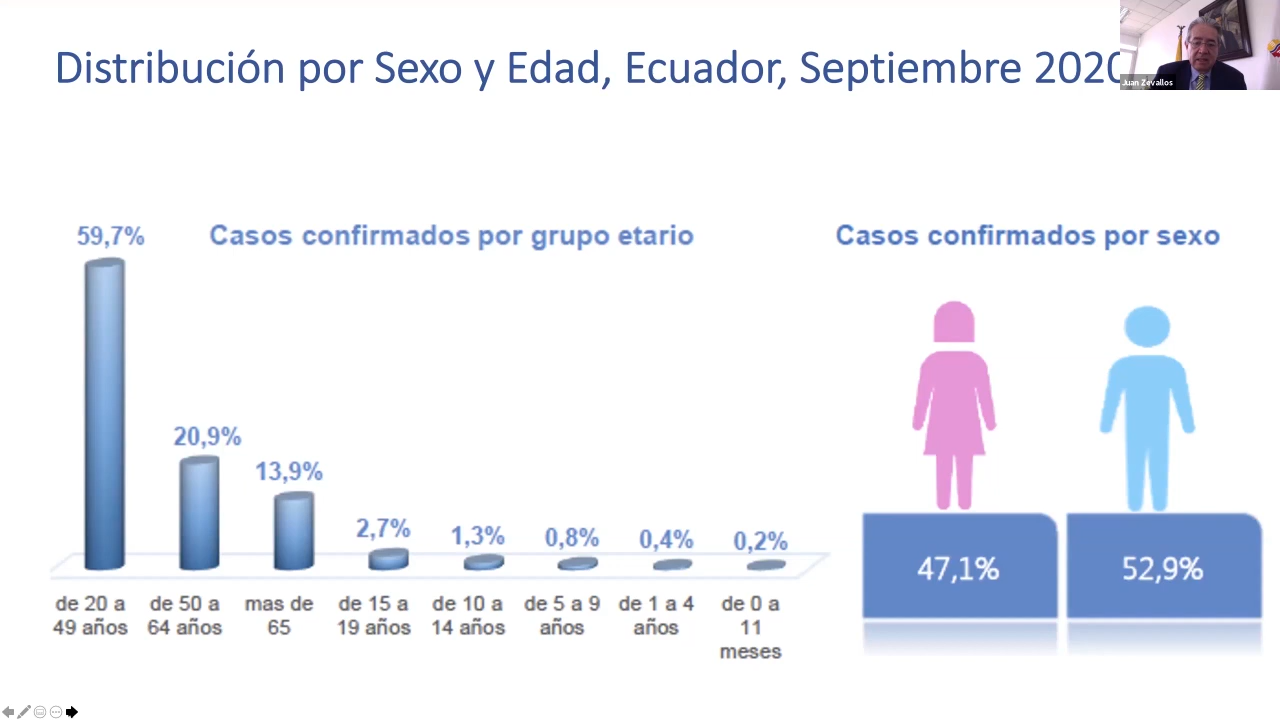 Distribución por Sexo y Edad, Ecuador, Septiembre 2020
Juan Zevallos
Casos confirmados por grupo etario
59,7%
20,9%
13,9%
2,7%
1,3%
0,8%
0,4%
0,2%
de 20 a
49 años
de 50 a
64 años
mas de
65
de 15 a
19 años
de 10 a
14 años
de 5 a 9
años
de 1 a 4
años
de 0 a
11
meses
Casos confirmados por sexo
47,1%
52,9%